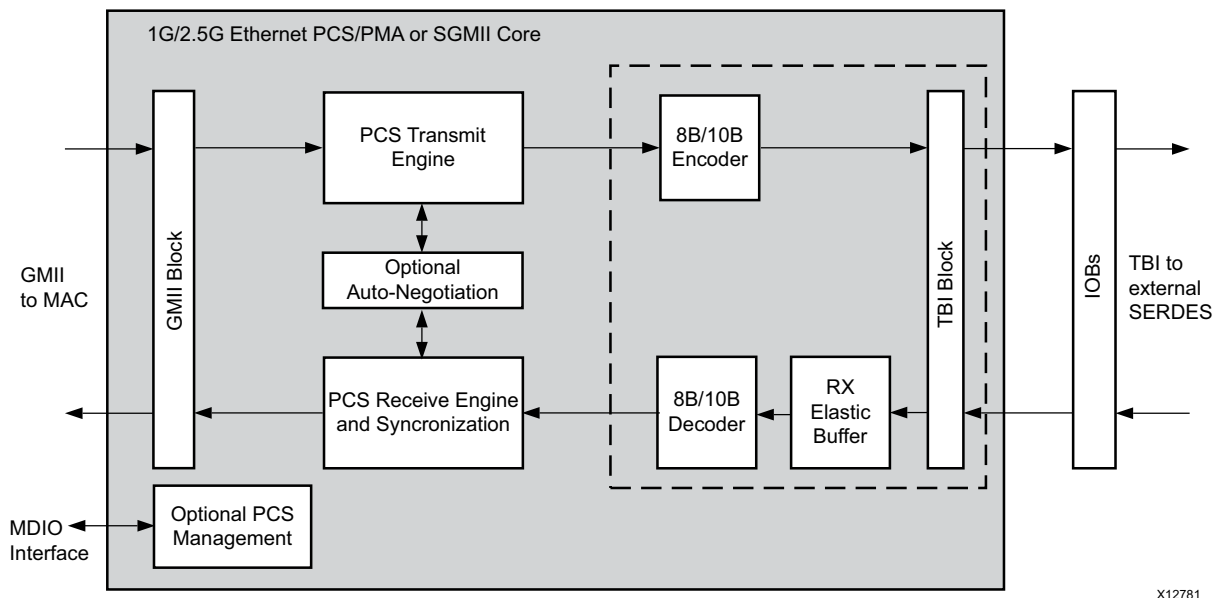 1G/2.5G Ethernet PCS/PMA or SGMII Core
GMII
to MAC
GMII Block
PCS Transmit
Engine
Optional
Auto-Negotiation
PCS Receive Engine
and Syncronization
8B/10B
Encoder
8B/10B
Decoder
RX
Elastic
Buffer
TBI Block
IOBs
TBI to
external
SERDES
MDIO
Interface
Optional PCS
Management
X12781